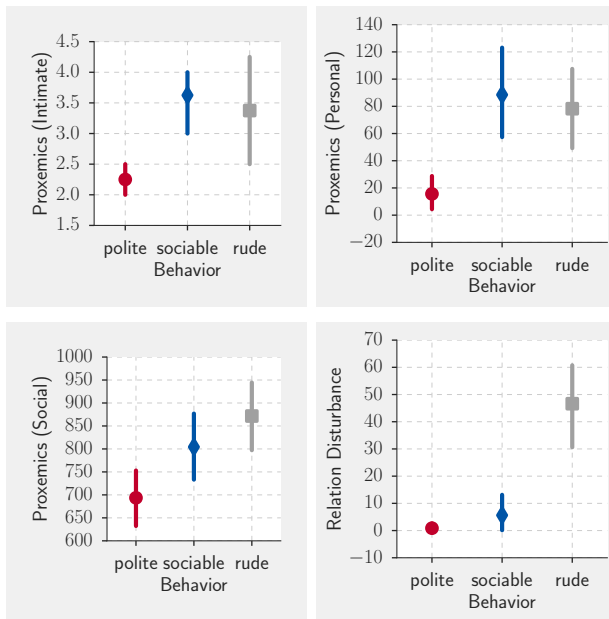 Proxemics (Intimate)
4.5
4.0
3.5
3.0
2.5
2.0
1.5
polite sociable rude
Behavior
Proxemics (Personal)
140
120
100
80
60
40
20
0
−20
polite sociable rude
Behavior
Proxemics (Social)
1000
950
900
850
800
750
700
650
600
polite sociable rude
Behavior
Relation Disturbance
70
60
50
40
30
20
10
0
−10
polite sociable rude
Behavior